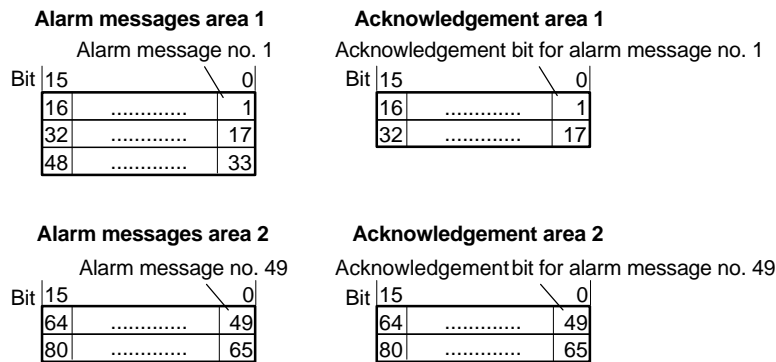 Alarm messages area 1
Acknowledgement area 1
Alarm message no. 1
Acknowledgement bit for alarm message no. 1
Bit 15 0
Bit 15 0
16 ............. 1
16 ............. 1
32 ............. 17
32 ............. 17
48 ............. 33
Alarm messages area 2
Acknowledgement area 2
Alarm message no. 49
Acknowledgement bit for alarm message no. 49
Bit 15 0
Bit 15 0
64 ............. 49
64 ............. 49
80 ............. 65
80 ............. 65